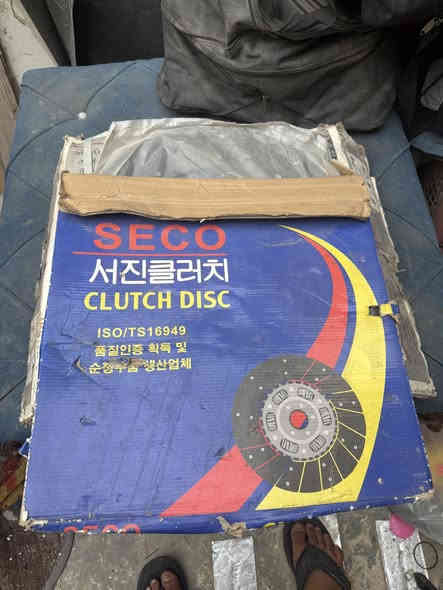 SECO
서진클러치
CLUTCH DISC
ISO/TS16949
품질인증 획득 및
순정부품 생산업체
SECO